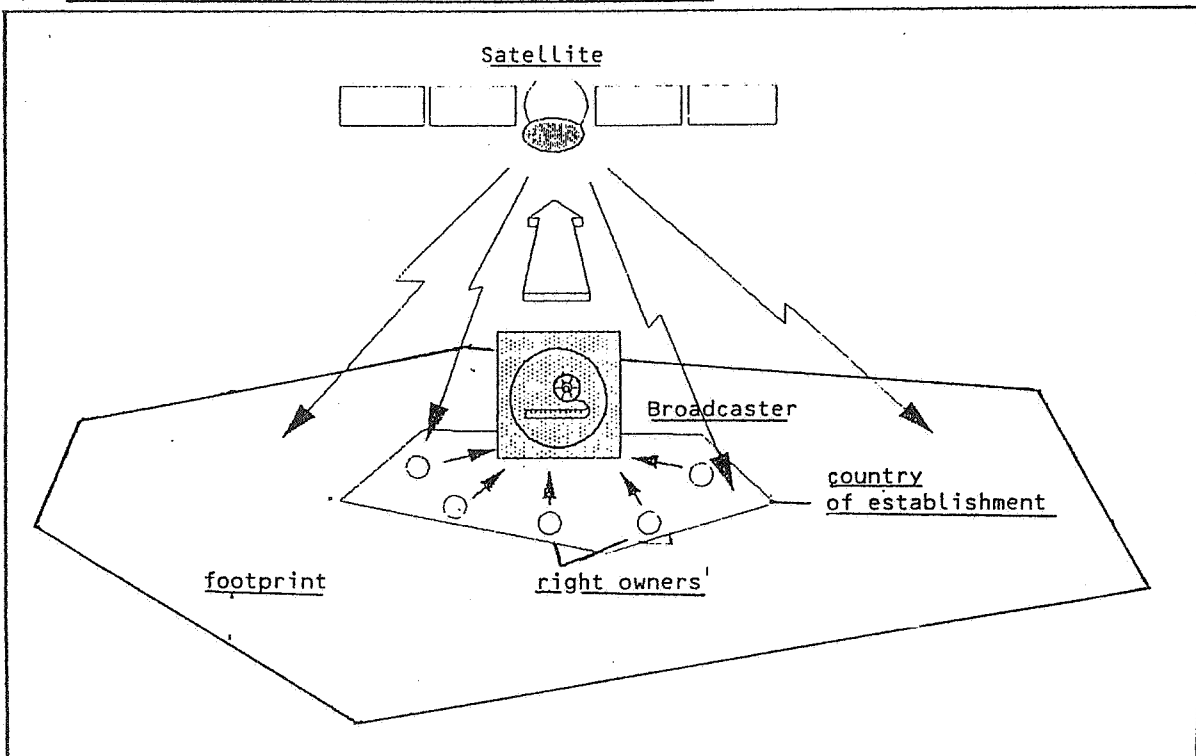 Satellite
Broadcaster
country
of establishment
footprint
right owners'